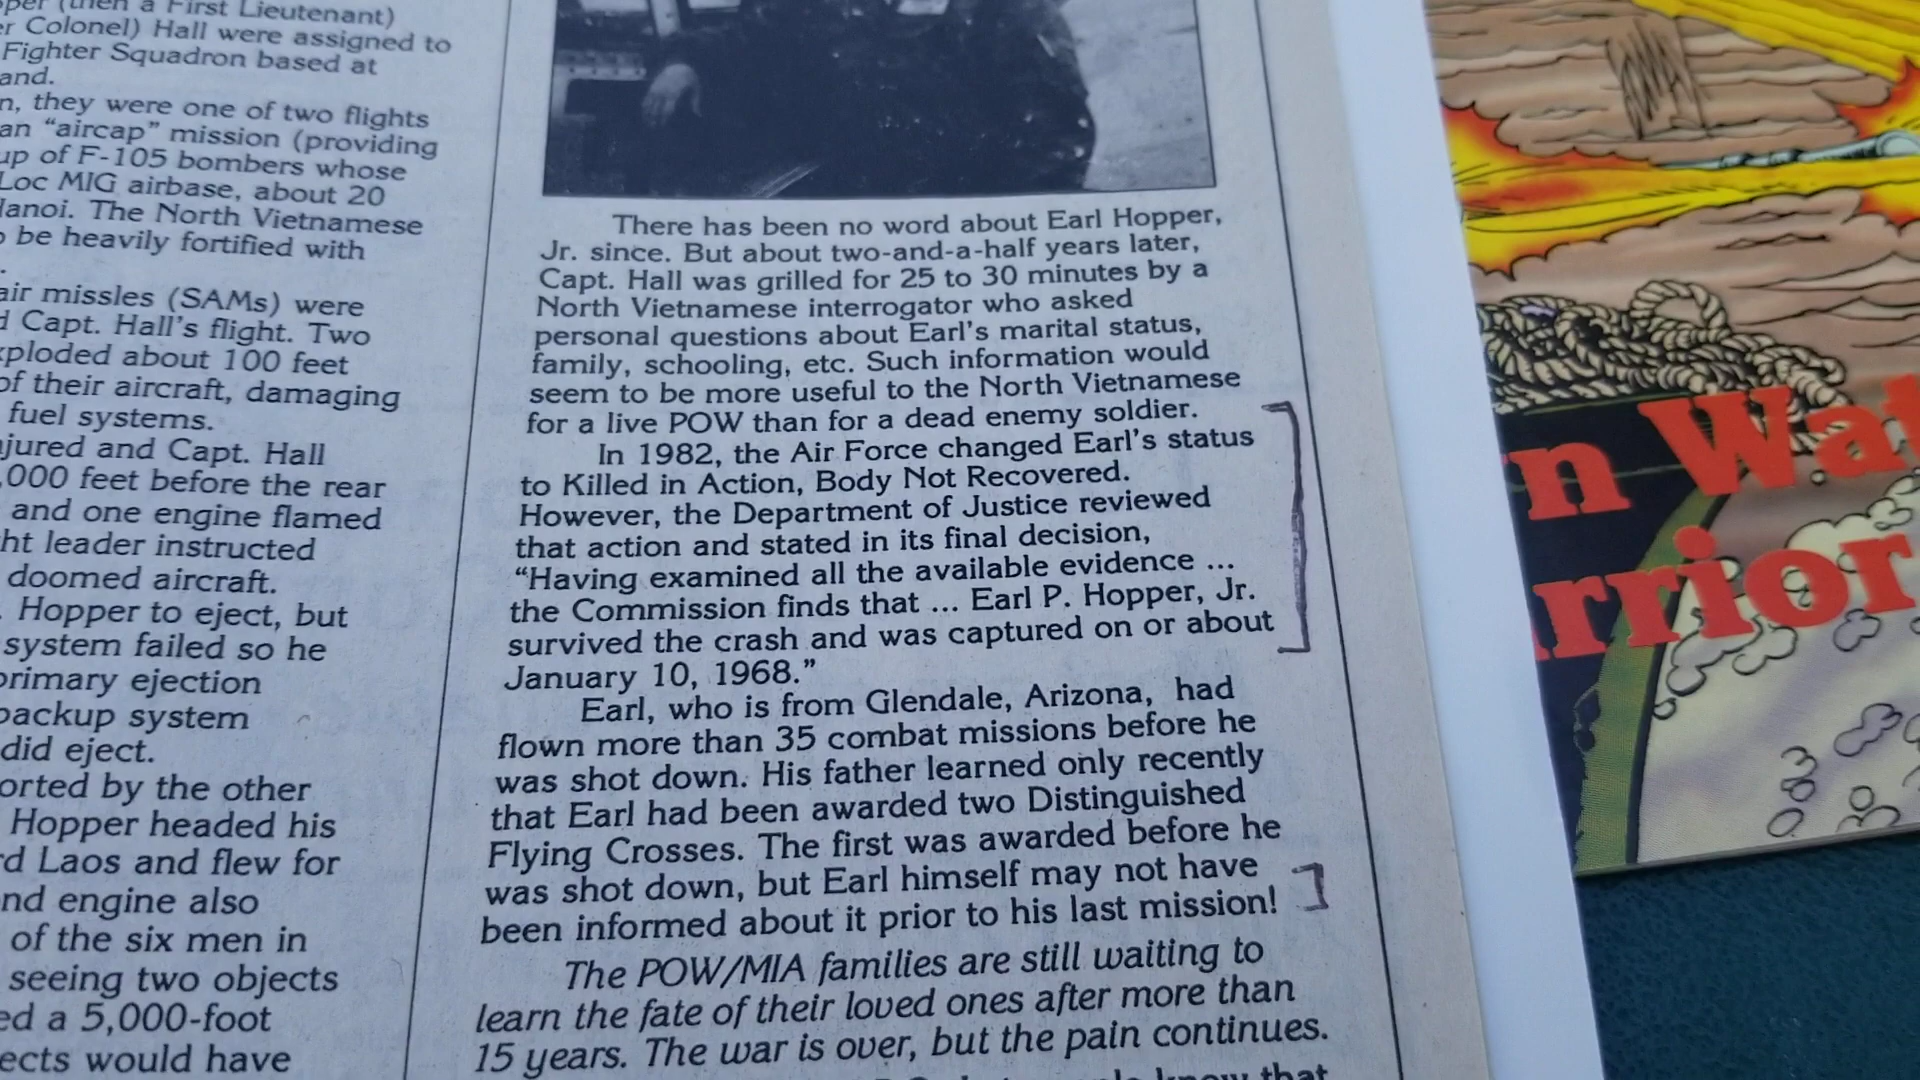 (then a First Lieutenant)
Colonel) Hall were assigned to
Fighter Squadron based at
they were one of two flights
an “aircap” mission (providing
of F-105 bombers whose
Loc MIG airbase, about 20
The North Vietnamese
be heavily fortified with
missles (SAMs) were
Capt. Hall’s flight. Two
about 100 feet
of their aircraft, damaging
fuel systems.
and Capt. Hall
feet before the rear
and one engine flamed
leader instructed
doomed aircraft.
Hopper to eject, but
system failed so he
primary ejection
backup system
did eject.
by the other
Hopper headed his
Laos and flew for
engine also
of the six men in
seeing two objects
a 5,000-foot
would have
There has been no word about Earl Hopper,
Jr. since. But about two-and-a-half years later,
Capt. Hall was grilled for 25 to 30 minutes by a
North Vietnamese interrogator who asked
personal questions about Earl’s marital status,
family, schooling, etc. Such information would
seem to be more useful to the North Vietnamese
for a live POW than for a dead enemy soldier.
In 1982, the Air Force changed Earl’s status
to Killed in Action, Body Not Recovered.
However, the Department of Justice reviewed
that action and stated in its final decision,
“Having examined all the available evidence ...
the Commission finds that ... Earl P. Hopper, Jr.
survived the crash and was captured on or about
January 10, 1968.”
Earl, who is from Glendale, Arizona, had
flown more than 35 combat missions before he
was shot down. His father learned only recently
that Earl had been awarded two Distinguished
Flying Crosses. The first was awarded before he
was shot down, but Earl himself may not have
been informed about it prior to his last mission!
The POW/MIA families are still waiting to
learn the fate of their loved ones after more than
15 years. The war is over, but the pain continues.
know that